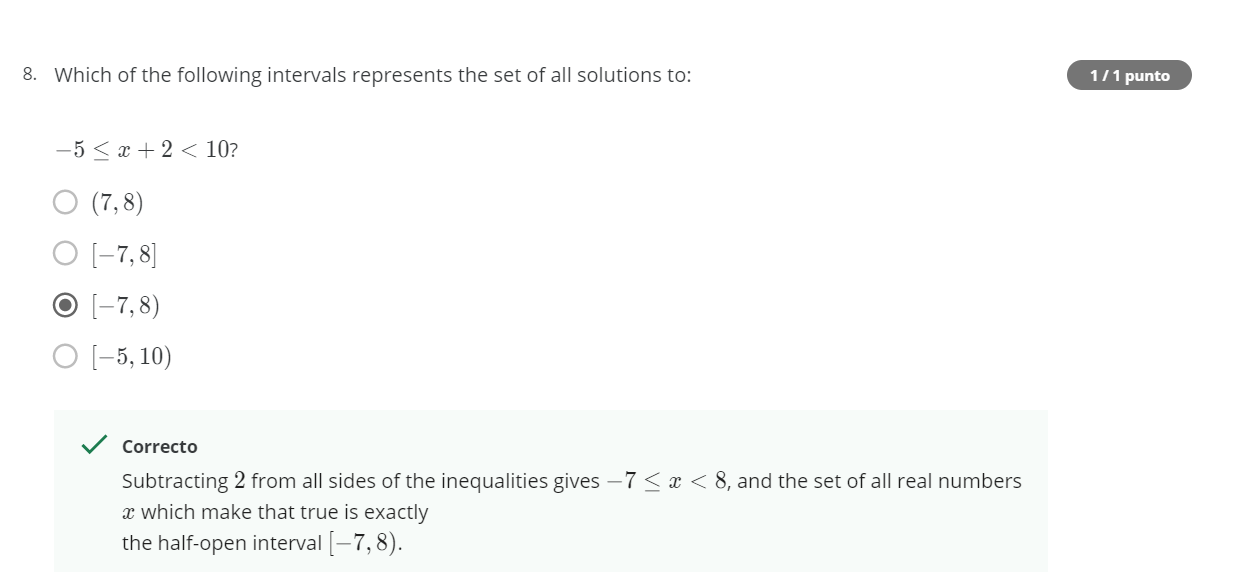 8. Which of the following intervals represents the set of all solutions to:
1 / 1 punto
−5 ≤ x + 2 < 10?
(7, 8)
[−7, 8]
[−7, 8)
[−5, 10)
Correcto
Subtracting 2 from all sides of the inequalities gives −7 ≤ x < 8, and the set of all real numbers
x which make that true is exactly
the half-open interval [−7, 8).